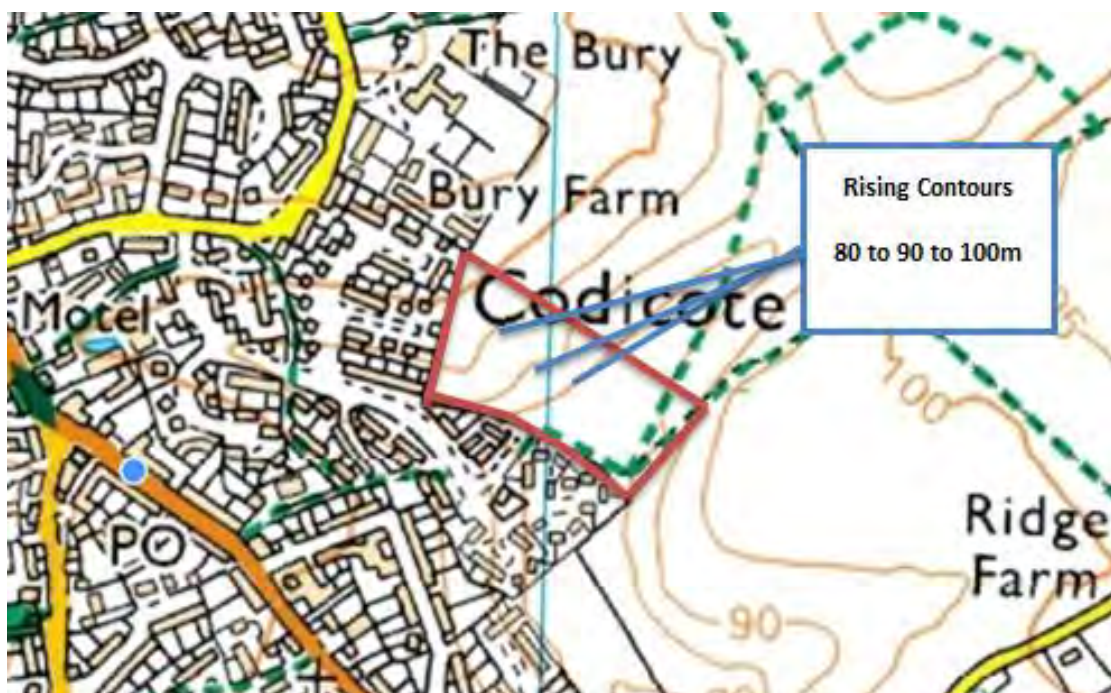 The Bury
Bury Farm
Rising Contours
80 to 90 to 100m
Codicote
Motel
100
PO
Ridge
Farm
90